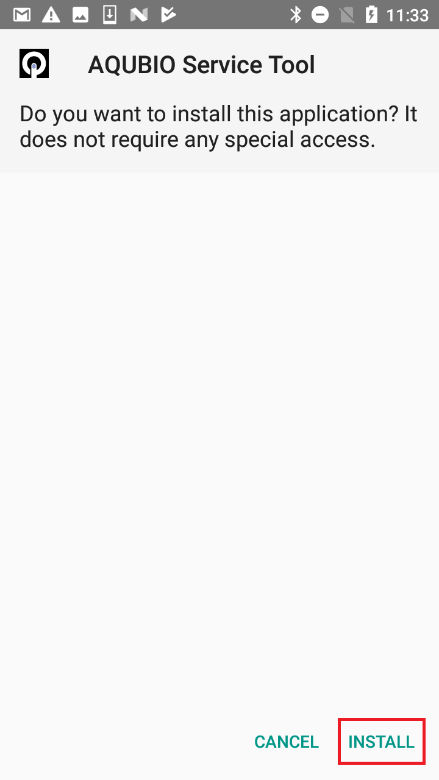 11:33
AQUBIO Service Tool
Do you want to install this application? It
does not require any special access.
CANCEL INSTALL